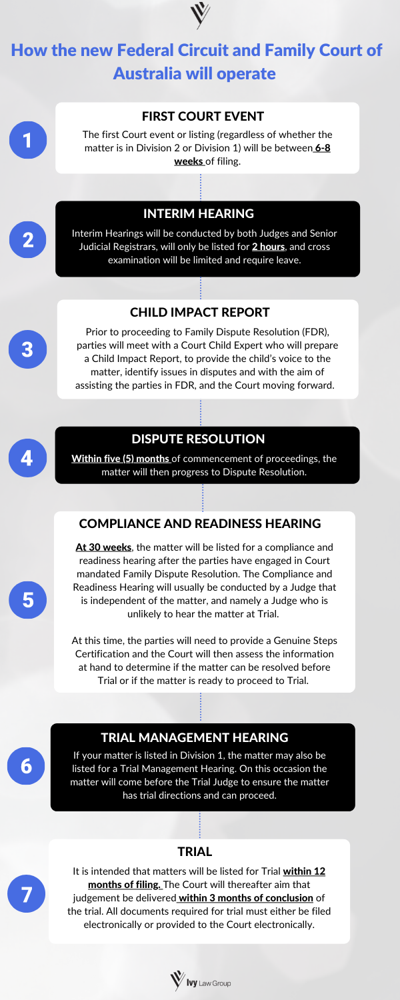 How the new Federal Circuit and Family Court of
Australia will operate
1
FIRST COURT EVENT
The first Court event or listing (regardless of whether the
matter is in Division 2 or Division 1) will be between 6-8
weeks of filing.
2
INTERIM HEARING
Interim Hearings will be conducted by both Judges and Senior
Judicial Registrars, will only be listed for 2 hours, and cross
examination will be limited and require leave.
3
CHILD IMPACT REPORT
Prior to proceeding to Family Dispute Resolution (FDR),
parties will meet with a Court Child Expert who will prepare
a Child Impact Report, to provide the child's voice to the
matter, identify issues in disputes and with the aim of
assisting the parties in FDR, and the Court moving forward.
4
DISPUTE RESOLUTION
Within five (5) months of commencement of proceedings, the
matter will then progress to Dispute Resolution.
5
COMPLIANCE AND READINESS HEARING
At 30 weeks, the matter will be listed for a compliance and
readiness hearing after the parties have engaged in Court
mandated Family Dispute Resolution. The Compliance and
Readiness Hearing will usually be conducted by a Judge that
is independent of the matter, and namely a Judge who is
unlikely to hear the matter at Trial.
At this time, the parties will need to provide a Genuine Steps
Certification and the Court will then assess the information
at hand to determine if the matter can be resolved before
Trial or if the matter is ready to proceed to Trial.
6
TRIAL MANAGEMENT HEARING
If your matter is listed in Division 1, the matter may also be
listed for a Trial Management Hearing. On this occasion the
matter will come before the Trial Judge to ensure the matter
has trial directions and can proceed.
7
TRIAL
It is intended that matters will be listed for Trial within 12
months of filing. The Court will thereafter aim that
judgement be delivered within 3 months of conclusion of
the trial. All documents required for trial must either be filed
electronically or provided to the Court electronically.
Ivy Law Group